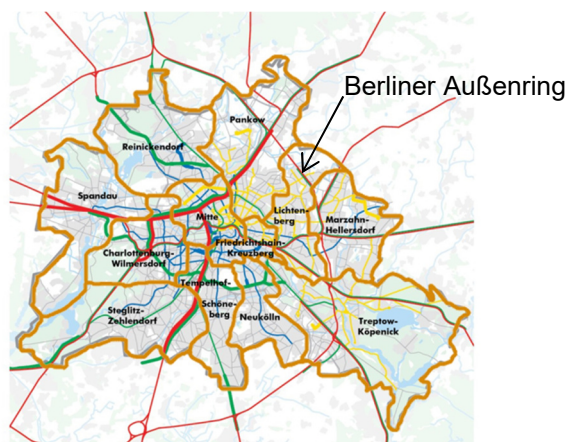 Berliner Außenring
Pankow
Reinickendorf
Spandau
Mitte
Lichten-
berg
Marzahn-
Hellersdorf
Charlottenburg-
Wilmersdorf
Friedrichshain-
Kreuzberg
Tempelhof-
Schöne-
berg
Steglitz-
Zehlendorf
Neukölln
Treptow-
Köpenick